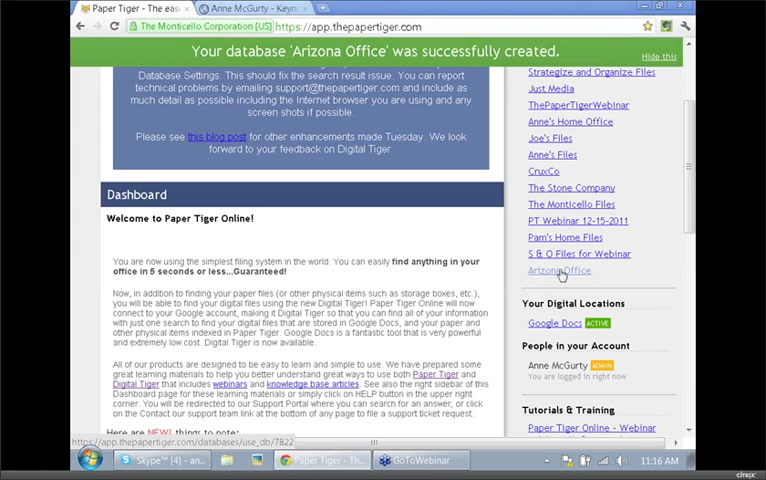 Paper Tiger - The eas
Anne McGurty - Keyno
The Monticello Corporation [US]
https://app.thepapertiger.com
Your database 'Arizona Office' was successfully created.
Hide this
Database Settings. This should fix the search result issue. You can report
technical problems by emailing support@thepapertiger.com and include as
much detail as possible including the Internet browser you are using and any
screen shots if possible.
Please see this blog post for other enhancements made Tuesday. We look
forward to your feedback on Digital Tiger.
Dashboard
Welcome to Paper Tiger Online!
You are now using the simplest filing system in the world. You can easily find anything in your
office in 5 seconds or less...Guaranteed!
Now, in addition to finding your paper files (or other physical items such as storage boxes, etc.),
you will be able to find your digital files using the new Digital Tiger! Paper Tiger Online will now
connect to your Google account, making it Digital Tiger so that you can find all of your information
with just one search to find your digital files that are stored in Google Docs, and your paper and
other physical items indexed in Paper Tiger. Google Docs is a fantastic tool that is very powerful
and extremely low cost. Digital Tiger is now available.
All of our products are designed to be easy to learn and simple to use. We have prepared some
great learning materials to help you better understand great ways to use both Paper Tiger and
Digital Tiger that includes webinars and knowledge base articles. See also the right sidebar of this
Dashboard page for these learning materials or simply click on HELP button in the upper right
corner. You will be redirected to our Support Portal where you can search for an answer; or click
on the Contact our support team link at the bottom of any page to file a support ticket request.
Here are NEW! things to note:
Strategize and Organize Files
Just Media
ThePaperTigerWebinar
Anne's Home Office
Joe's Files
Anne's Files
CruxCo
The Stone Company
The Monticello Files
PT Webinar 12-15-2011
Pam's Home Files
S & O Files for Webinar
Arizona Office
Your Digital Locations
Google Docs ACTIVE
People in your Account
Anne McGurty ADMIN
You are logged in right now
Tutorials & Training
Paper Tiger Online - Webinar
https://app.thepapertiger.com/databases/use_db/7822
Skype™ [4] - an...
Paper Tiger - Th...
GoToWebinar
11:16 AM
citrix